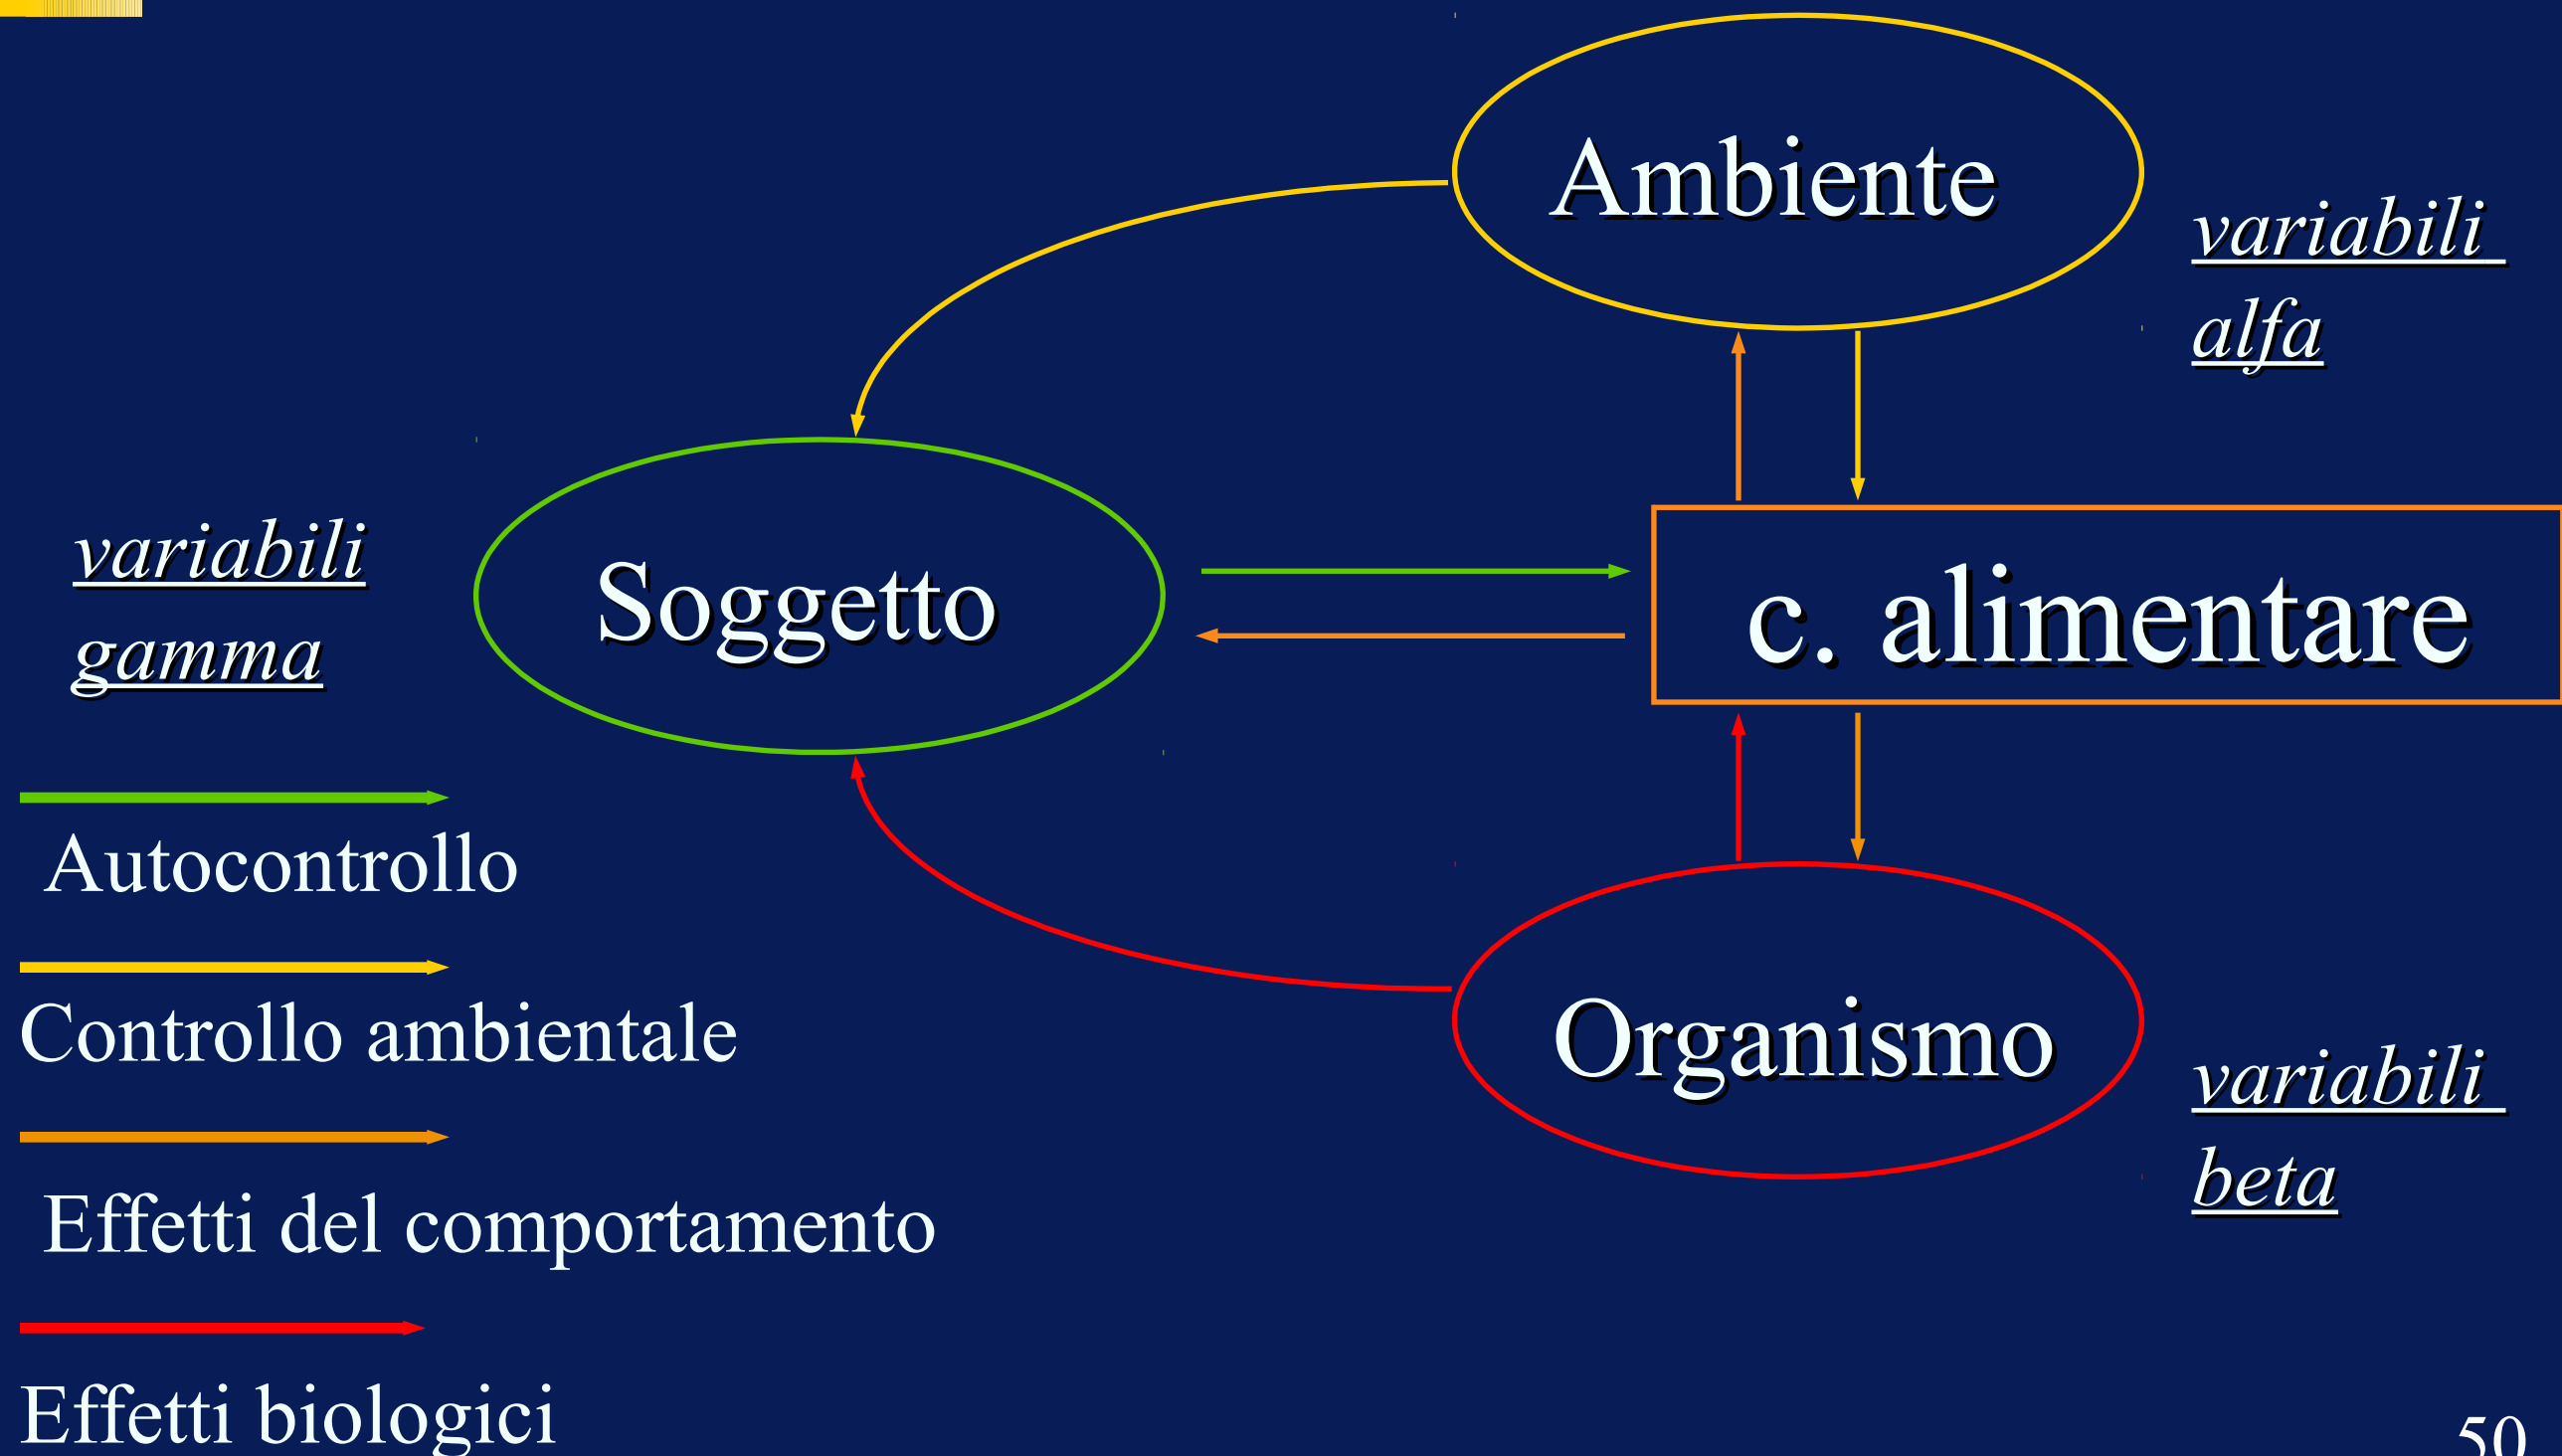 Ambiente
variabili
alfa
variabili
gamma
Soggetto
c. alimentare
Autocontrollo
Controllo ambientale
Organismo
variabili
beta
Effetti del comportamento
Effetti biologici
50